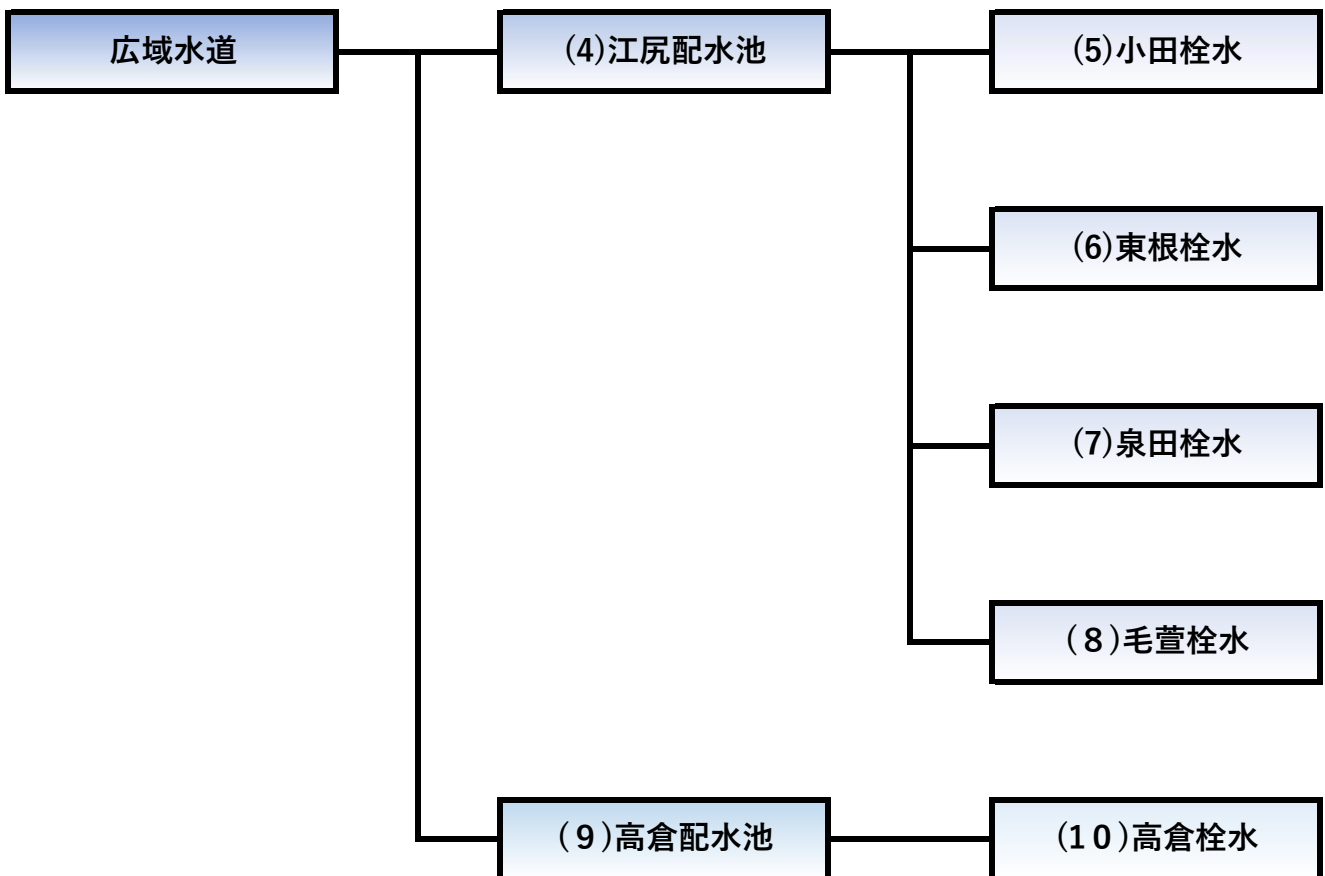 広域水道
(4)江尻配水池
(5)小田栓水
(6)東根栓水
(7)泉田栓水
(８)毛萱栓水
(９)高倉配水池
(1０)高倉栓水